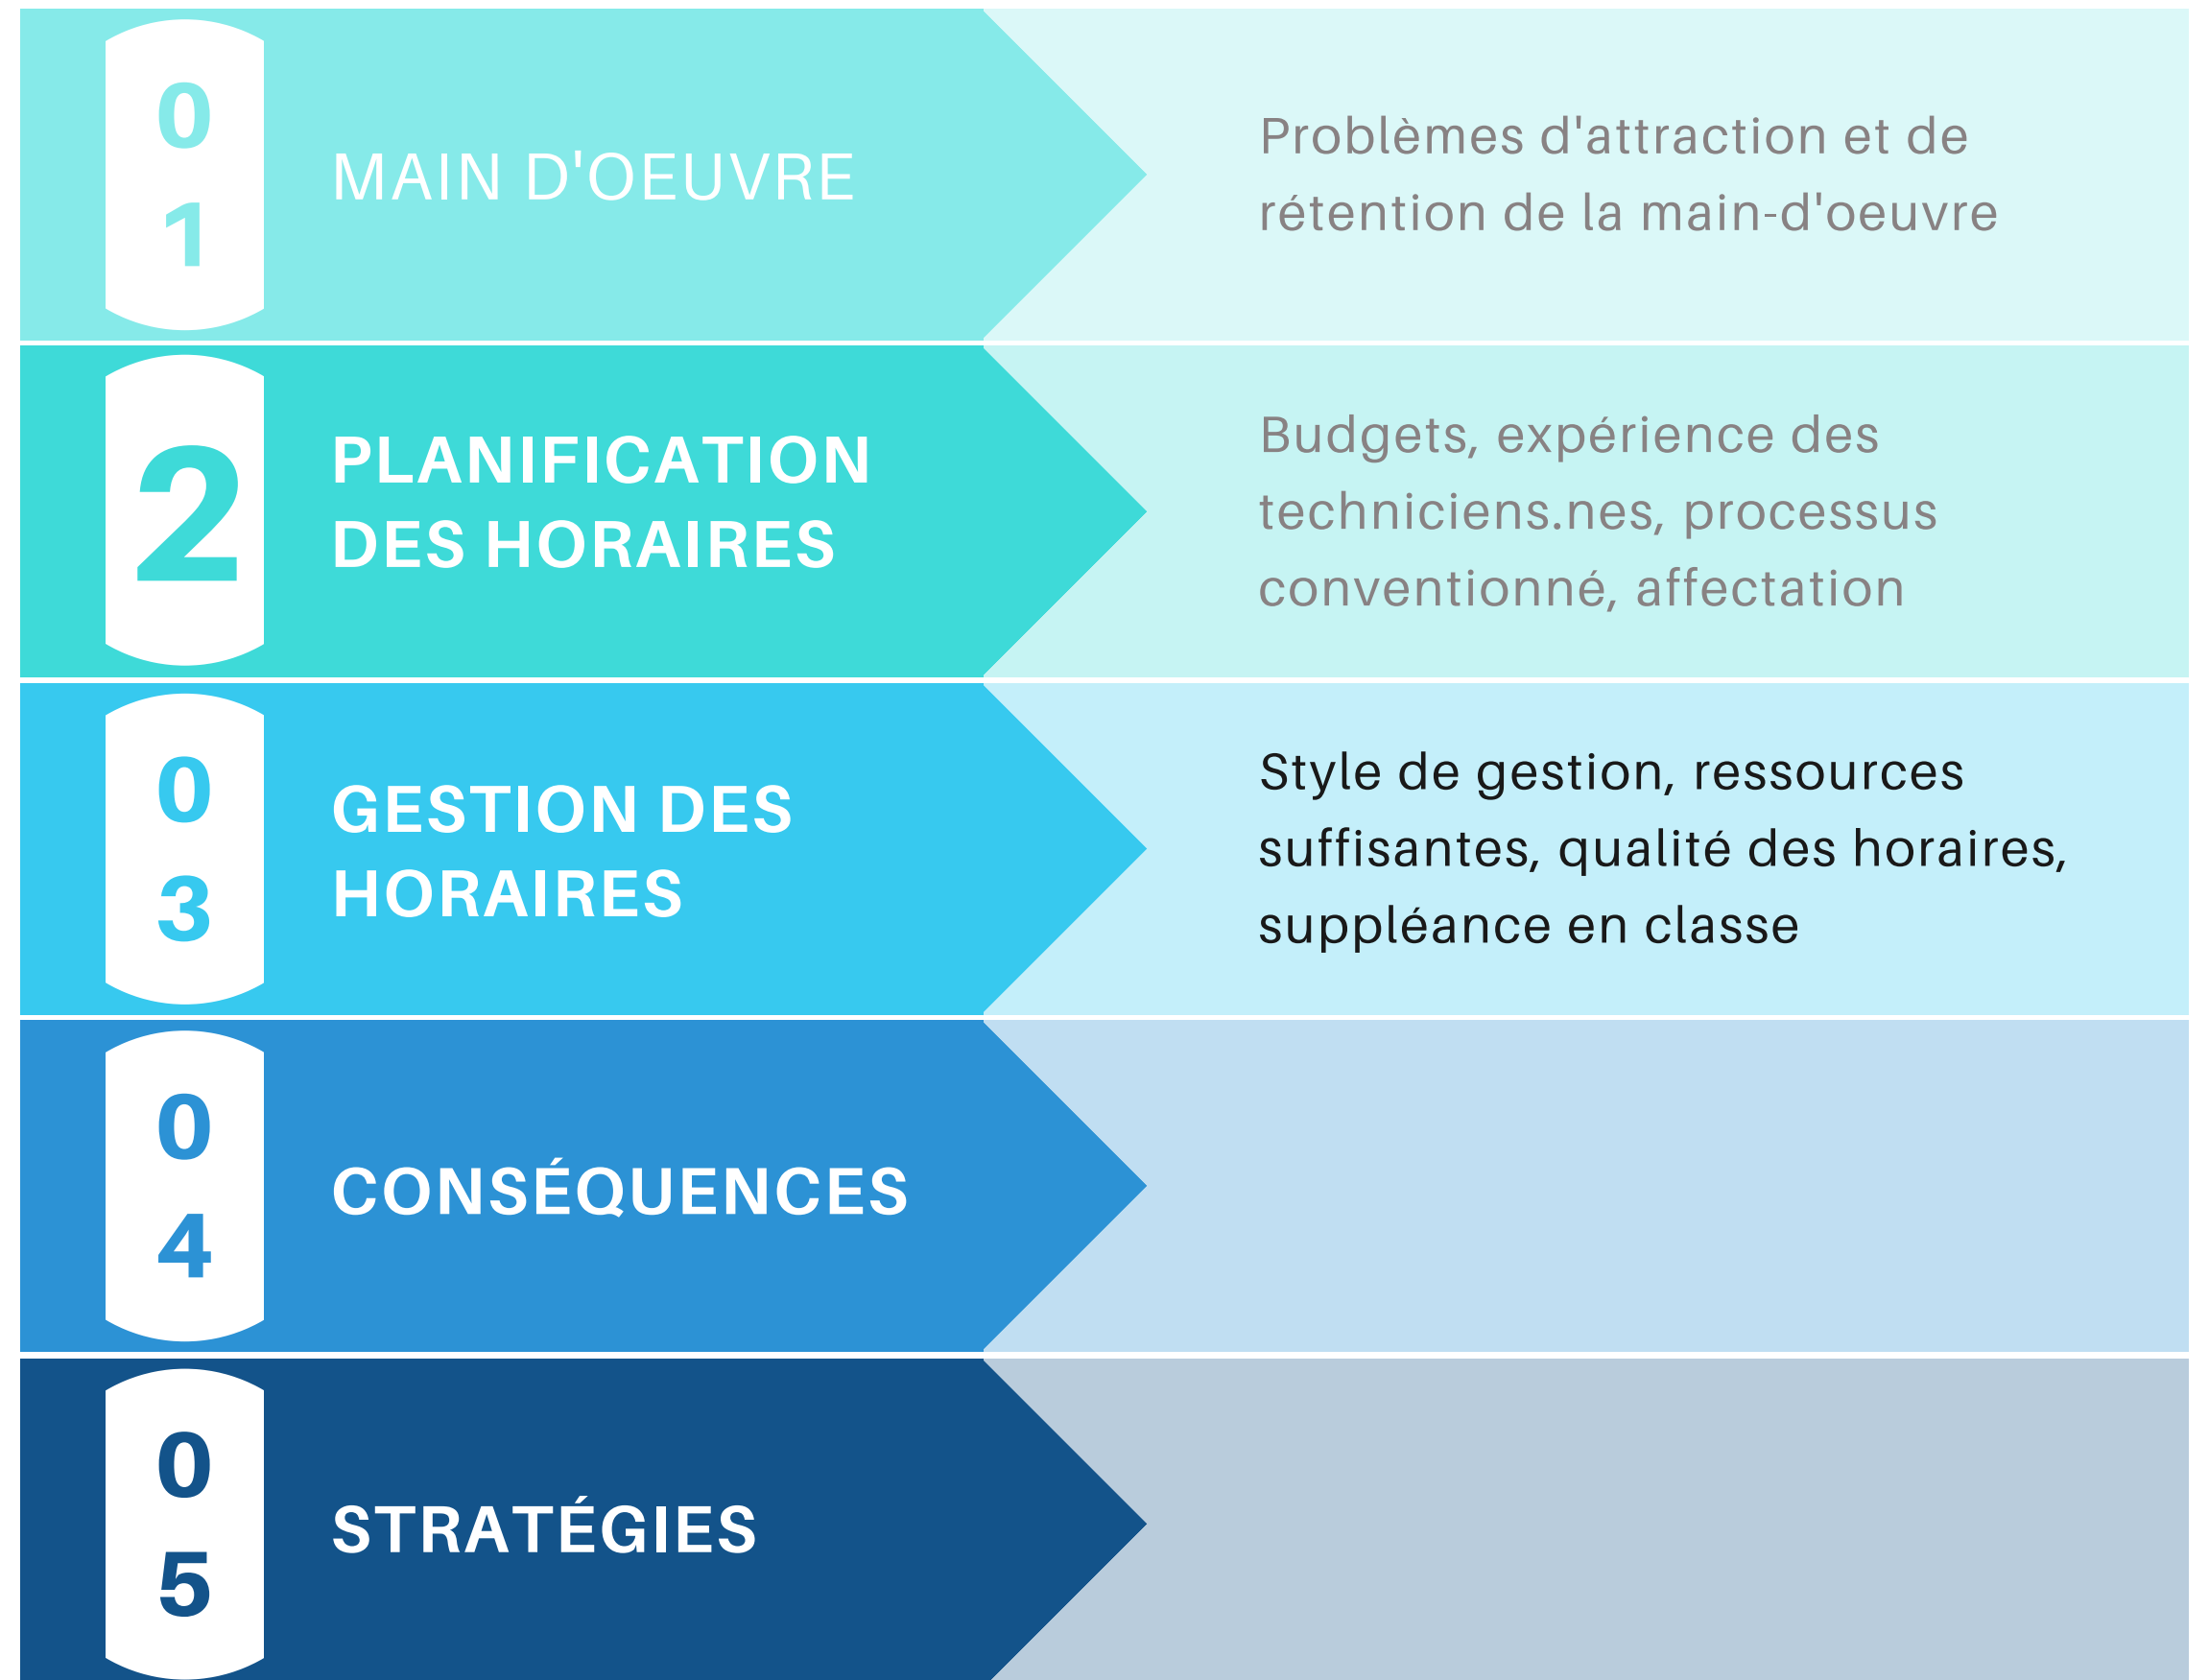 0
1
MAIN D'OEUVRE
Problèmes d'attraction et de
rétention de la main-d'oeuvre
2
PLANIFICATION
DES HORAIRES
Budgets, expérience des
techniciens.nes, processus
conventionné, affectation
0
3
GESTION DES
HORAIRES
Style de gestion, ressources
suffisantes, qualité des horaires,
suppléance en classe
0
4
CONSÉQUENCES
0
5
STRATÉGIES